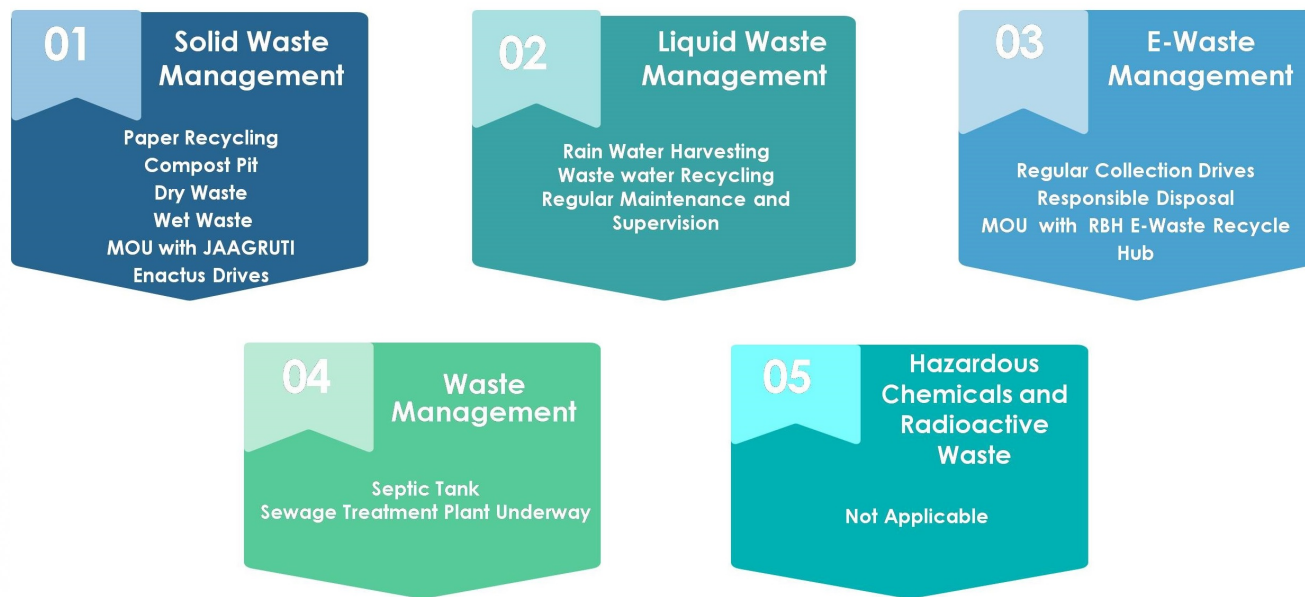 01
Solid Waste
Management
Paper Recycling
Compost Pit
Dry Waste
Wet Waste
MOU with JAAGRUTI
Enactus Drives
02
Liquid Waste
Management
Rain Water Harvesting
Waste water Recycling
Regular Maintenance and
Supervision
03
E-Waste
Management
Regular Collection Drives
Responsible Disposal
MOU with RBH E-Waste Recycle
Hub
04
Waste
Management
Septic Tank
Sewage Treatment Plant Underway
05
Hazardous
Chemicals and
Radioactive
Waste
Not Applicable